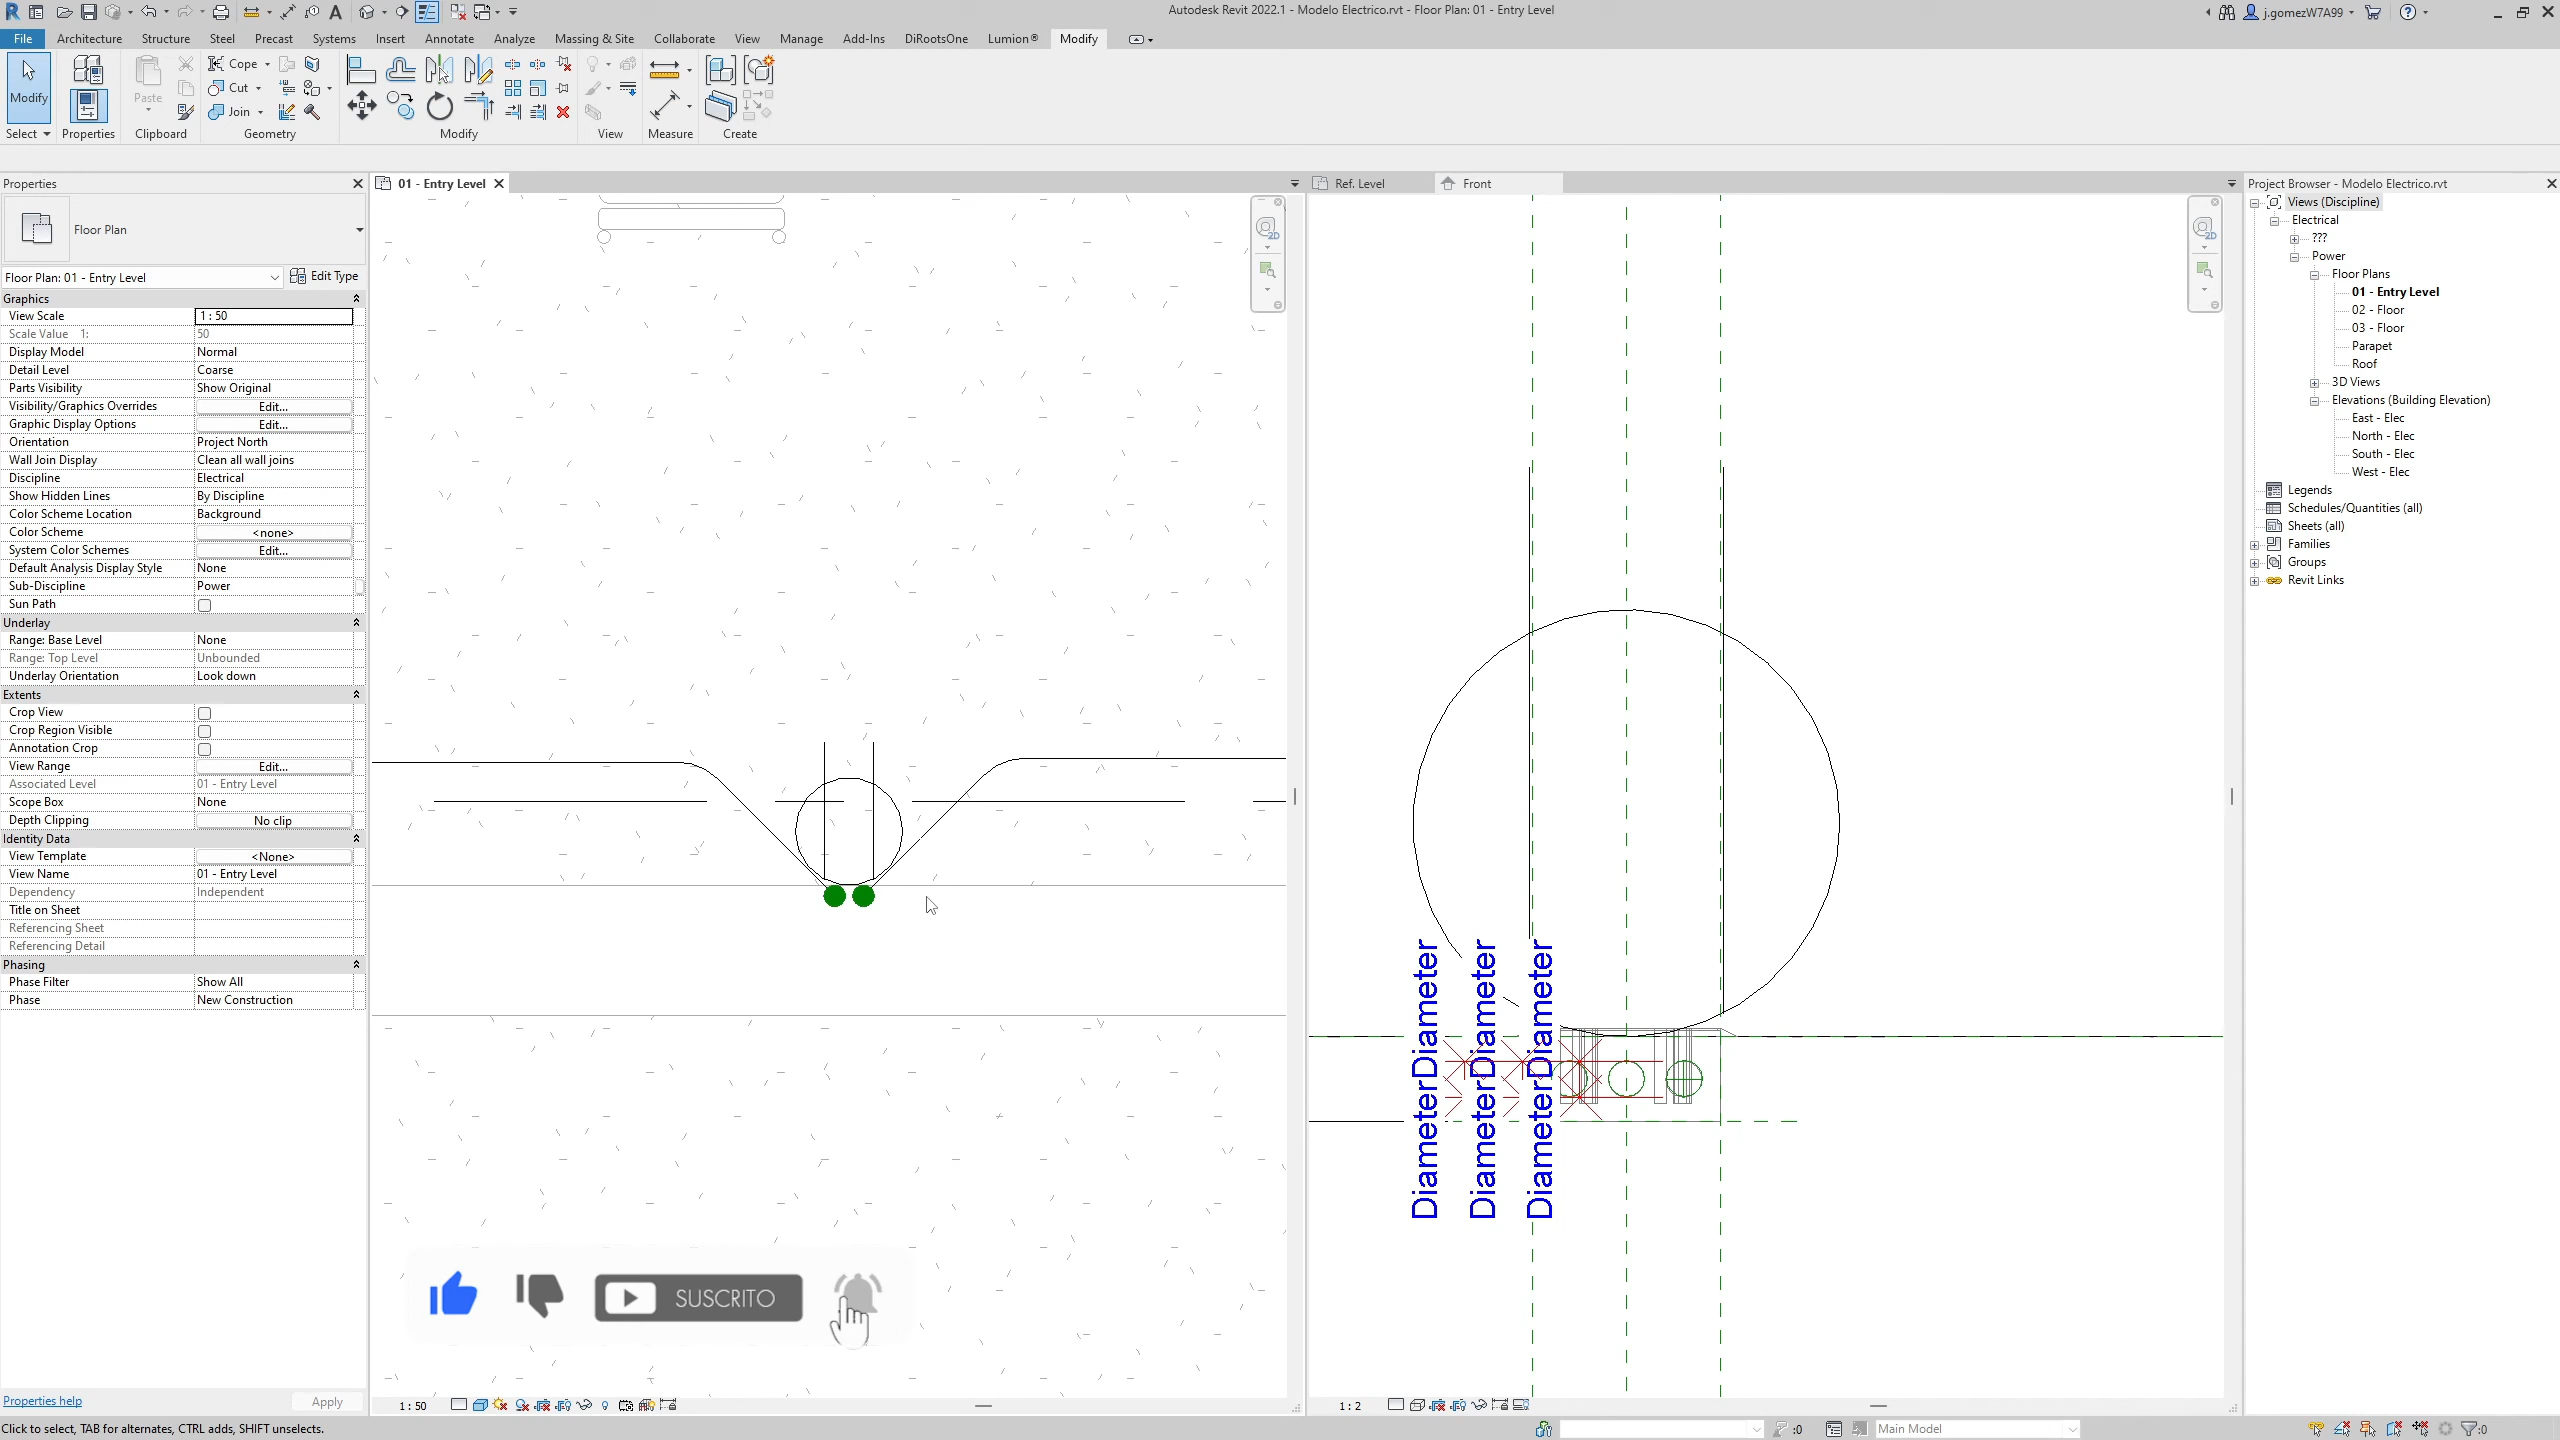 Autodesk Revit 2022.1 - Modelo Electrico.rvt - Floor Plan: 01 - Entry Level
j.gomezW7A99
File Architecture Structure Steel Precast Systems Insert Annotate Analyze Massing & Site Collaborate View Manage Add-Ins DiRootsOne Lumion® Modify
Modify
Paste
Cope
Cut
Join
Select Properties Clipboard Geometry Modify View Measure Create
Properties
Floor Plan
Floor Plan: 01 - Entry Level Edit Type
Graphics
View Scale 1 : 50
Scale Value 1: 50
Display Model Normal
Detail Level Coarse
Parts Visibility Show Original
Visibility/Graphics Overrides Edit...
Graphic Display Options Edit...
Orientation Project North
Wall Join Display Clean all wall joins
Discipline Electrical
Show Hidden Lines By Discipline
Color Scheme Location Background
Color Scheme <none>
System Color Schemes Edit...
Default Analysis Display Style None
Sub-Discipline Power
Sun Path
Underlay
Range: Base Level None
Range: Top Level Unbounded
Underlay Orientation Look down
Extents
Crop View
Crop Region Visible
Annotation Crop
View Range Edit...
Associated Level 01 - Entry Level
Scope Box None
Depth Clipping No clip
Identity Data
View Template <None>
View Name 01 - Entry Level
Dependency Independent
Title on Sheet
Referencing Sheet
Referencing Detail
Phasing
Phase Filter Show All
Phase New Construction
Properties help Apply
01 - Entry Level
2D
SUSCRITO
1 : 50
Ref. Level Front
2D
DiameterDiameter
DiameterDiameter
DiameterDiameter
1 : 2
Project Browser - Modelo Electrico.rvt
Views (Discipline)
Electrical
???
Power
Floor Plans
01 - Entry Level
02 - Floor
03 - Floor
Parapet
Roof
3D Views
Elevations (Building Elevation)
East - Elec
North - Elec
South - Elec
West - Elec
Legends
Schedules/Quantities (all)
Sheets (all)
Families
Groups
Revit Links
Click to select, TAB for alternates, CTRL adds, SHIFT unselects.
:0
Main Model
:0